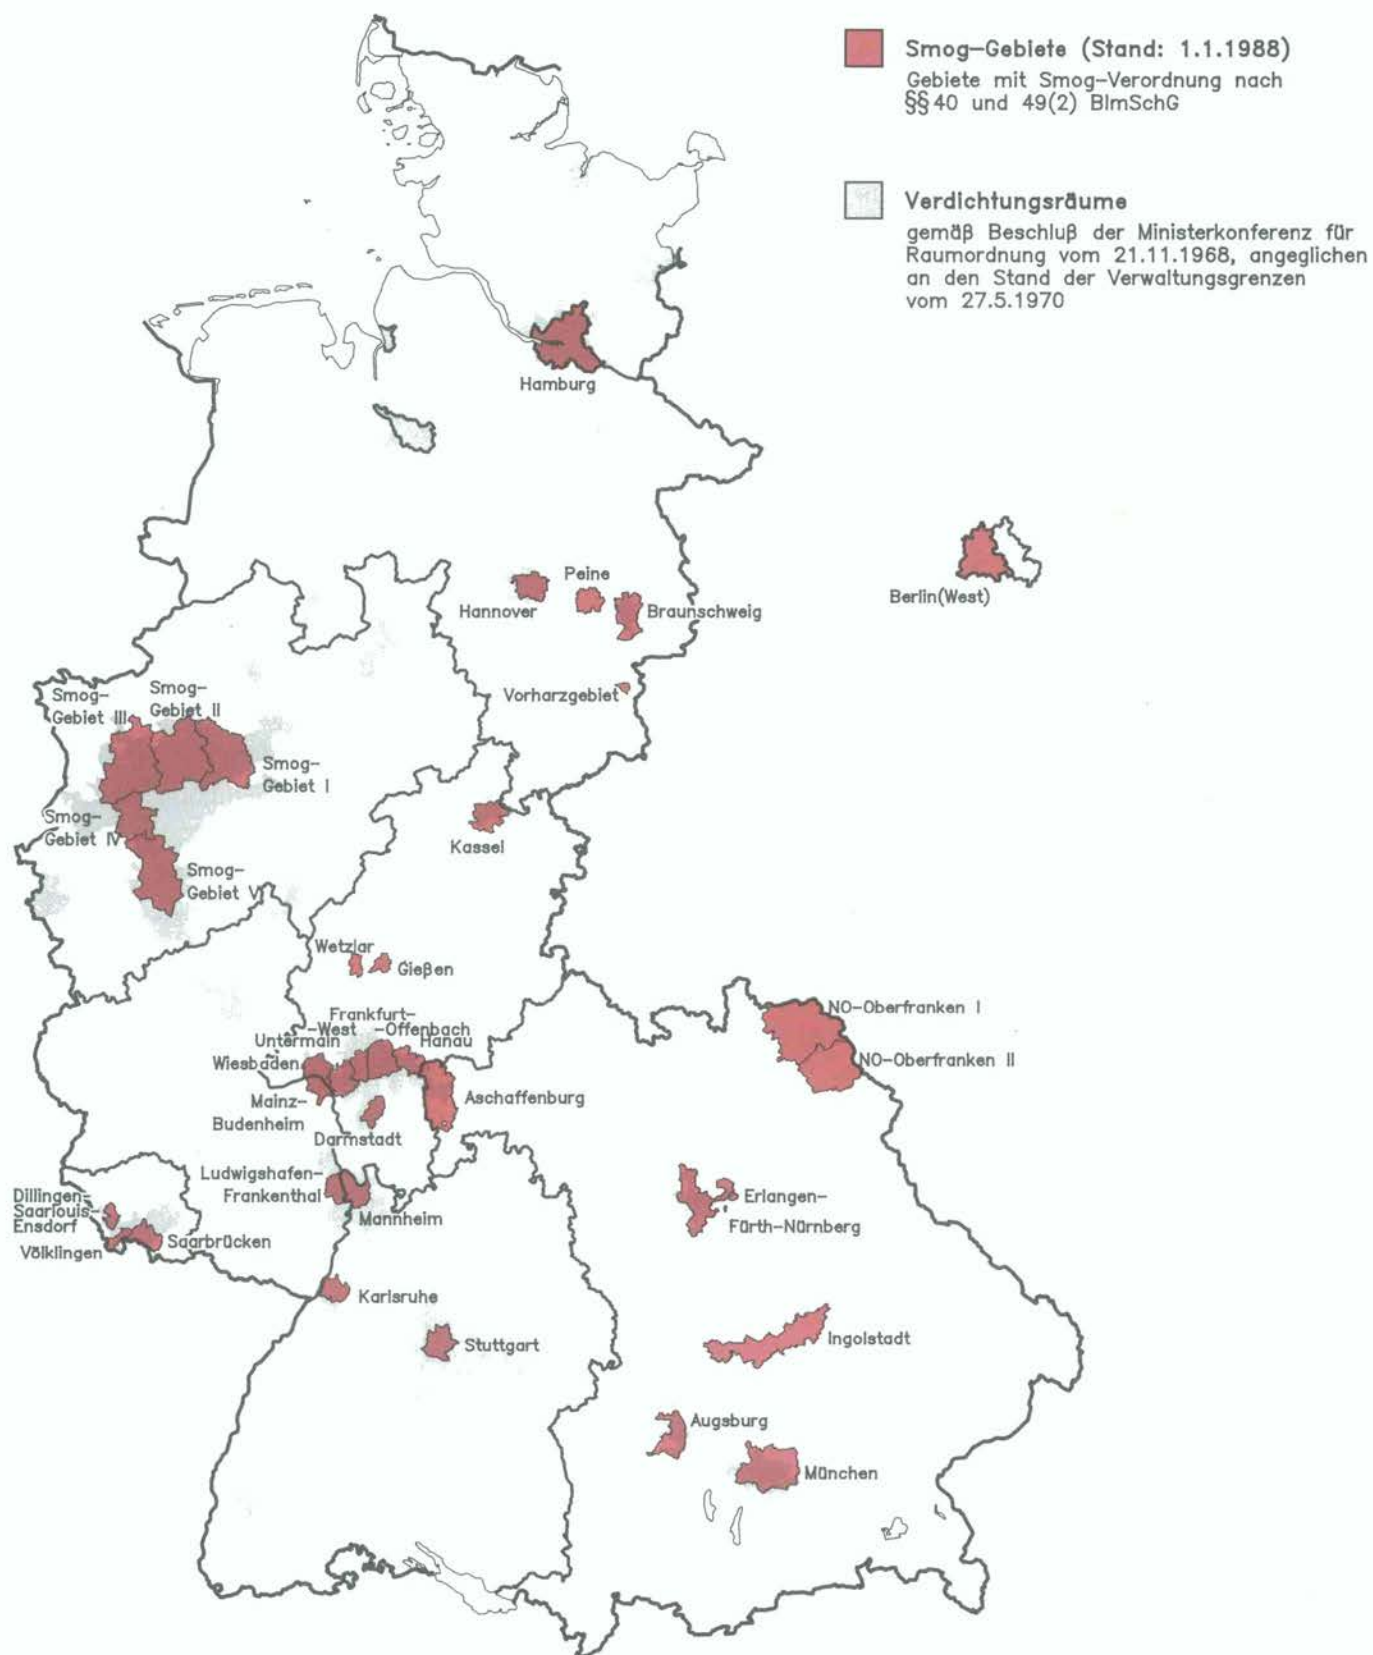 Smog-Gebiete (Stand: 1.1.1988)
Gebiete mit Smog-Verordnung nach
§§ 40 und 49(2) BImSchG
Verdichtungsräume
gemäß Beschluß der Ministerkonferenz für
Raumordnung vom 21.11.1968, angeglichen
an den Stand der Verwaltungsgrenzen
vom 27.5.1970
Hamburg
Berlin(West)
Hannover
Peine
Braunschweig
Vorharzgebiet
Smog-
Gebiet III
Smog-
Gebiet II
Smog-
Gebiet I
Smog-
Gebiet IV
Smog-
Gebiet V
Kassel
Wetzlar
Gießen
Frankfurt-
-West
-Offenbach
Untermain
Hanau
Wiesbaden
Mainz-
Budenheim
Darmstadt
Aschaffenburg
NO-Oberfranken I
NO-Oberfranken II
Ludwigshafen-
Frankenthal
Mannheim
Dillingen-
Saarlouis-
Ensdorf
Völklingen
Saarbrücken
Erlangen-
Fürth-Nürnberg
Karlsruhe
Stuttgart
Ingolstadt
Augsburg
München